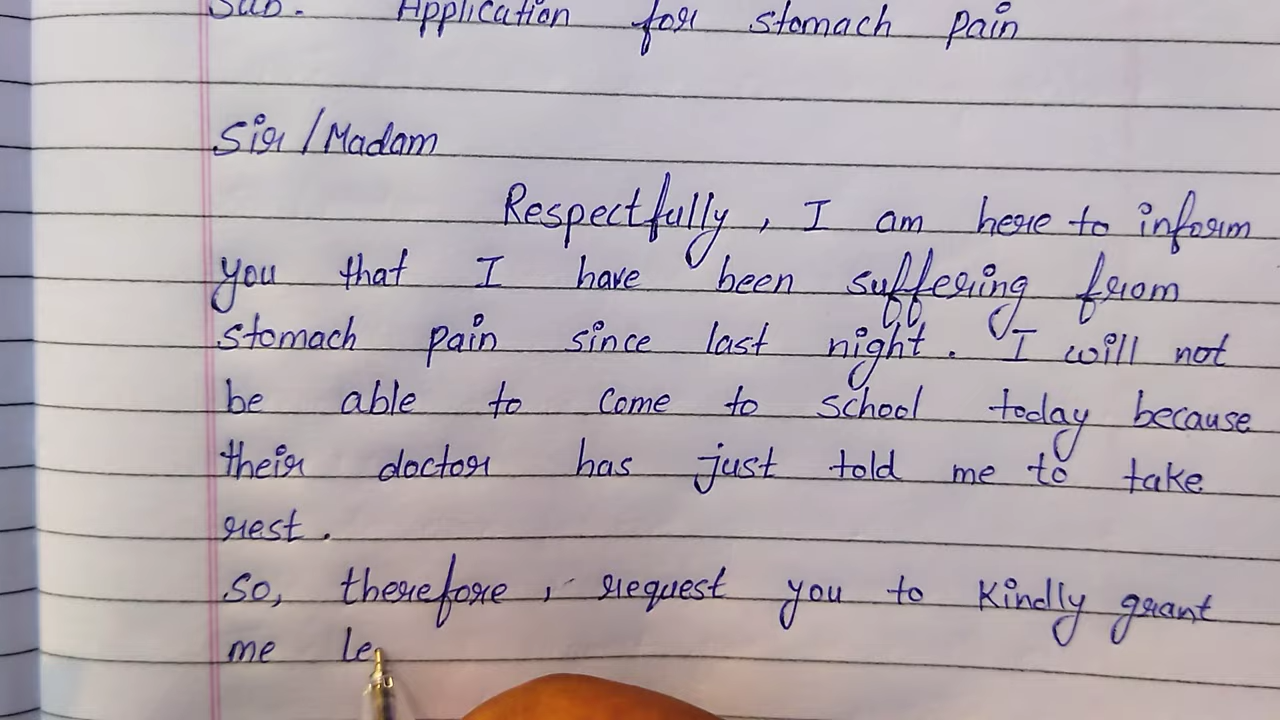 Sub. Application for stomach pain
Sir/Madam
Respectfully, I am here to inform
you that I have been suffering from
stomach pain since last night. I will not
be able to come to school today because
their doctor has just told me to take
rest.
So, therefore, request you to kindly grant
me le